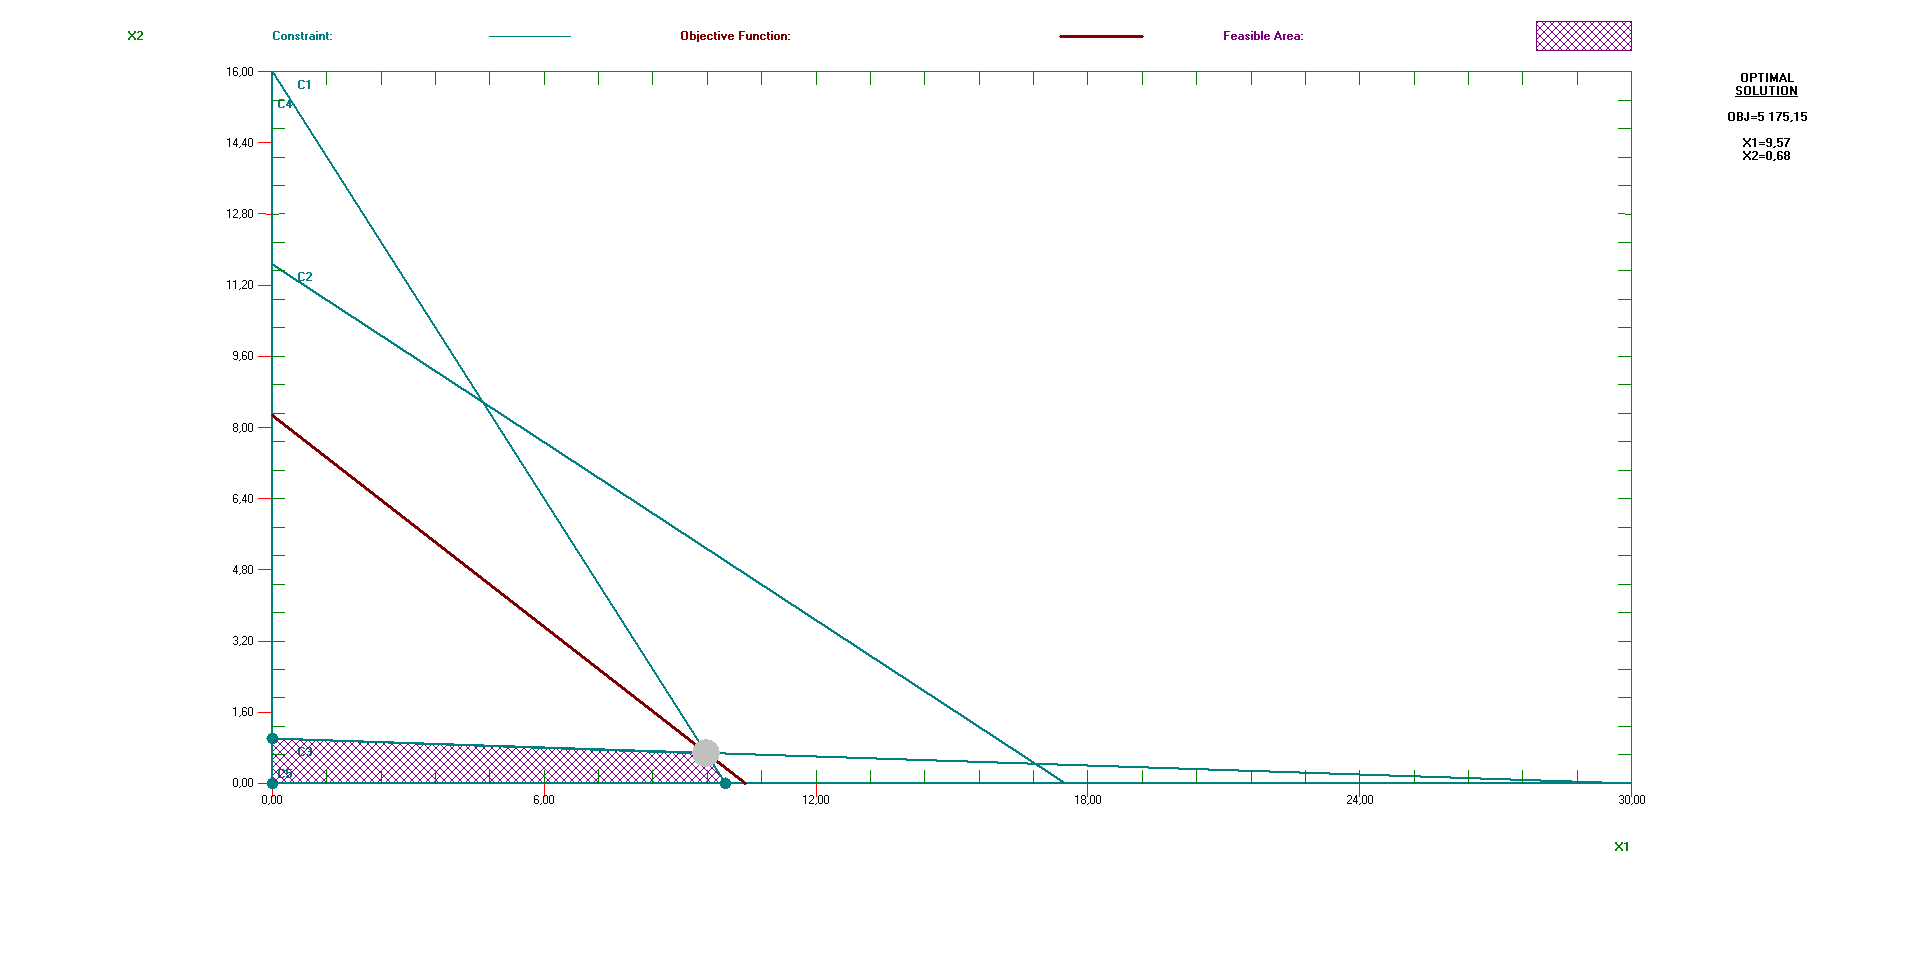 X2 Constraint: Objective Function: Feasible Area:
16,00
C1
C4
14,40
12,80
C2
11,20
9,60
8,00
6,40
4,80
3,20
1,60
C3
C5
0,00
0,00 6,00 12,00 18,00 24,00 30,00
X1
OPTIMAL
SOLUTION
OBJ=5 175,15
X1=9,57
X2=0,68